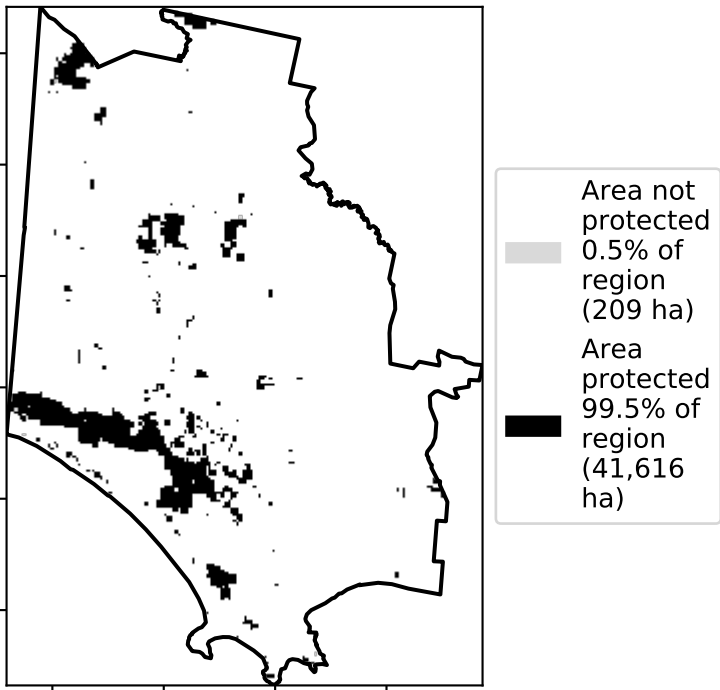 Area not
protected
0.5% of
region
(209 ha)
Area
protected
99.5% of
region
(41,616
ha)